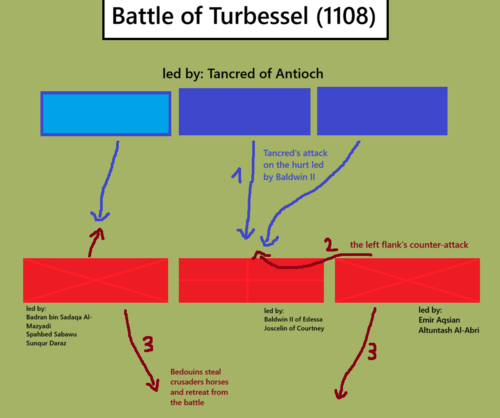 Battle of Turbessel (1108)
led by: Tancred of Antioch
1
Tancred's attack
on the hurt led
by Baldwin II
2
the left flank's counter-attack
led by:
Badran bin Sadaqa Al-
Mazyadi
Spahbed Sabawu
Sunqur Daraz
led by:
Baldwin II of Edessa
Joscelin of Courtney
led by:
Emir Aqsian
Altuntash Al-Abri
3
3
Bedouins steal
crusaders horses
and retreat from
the battle